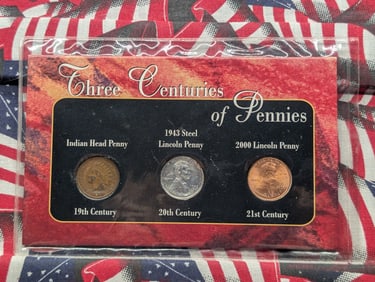 Three Centuries
of Pennies
Indian Head Penny
1943 Steel
Lincoln Penny
2000 Lincoln Penny
19th Century
20th Century
21st Century